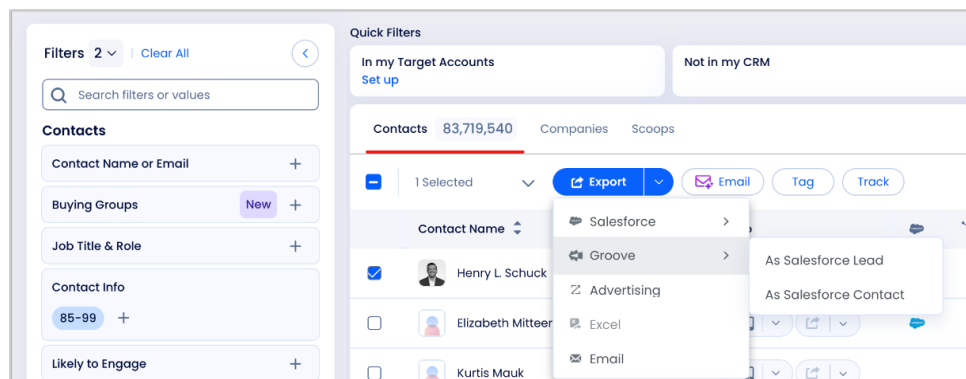 Filters 2
Clear All
Search filters or values
Contacts
Contact Name or Email
Buying Groups New
Job Title & Role
Contact Info
85-99
Likely to Engage
Quick Filters
In my Target Accounts
Set up
Not in my CRM
Contacts 83,719,540 Companies Scoops
1 Selected Export Email Tag Track
Contact Name
Henry L. Schuck
Elizabeth Mitteer
Kurtis Mauk
Salesforce
Groove
Advertising
Excel
Email
As Salesforce Lead
As Salesforce Contact